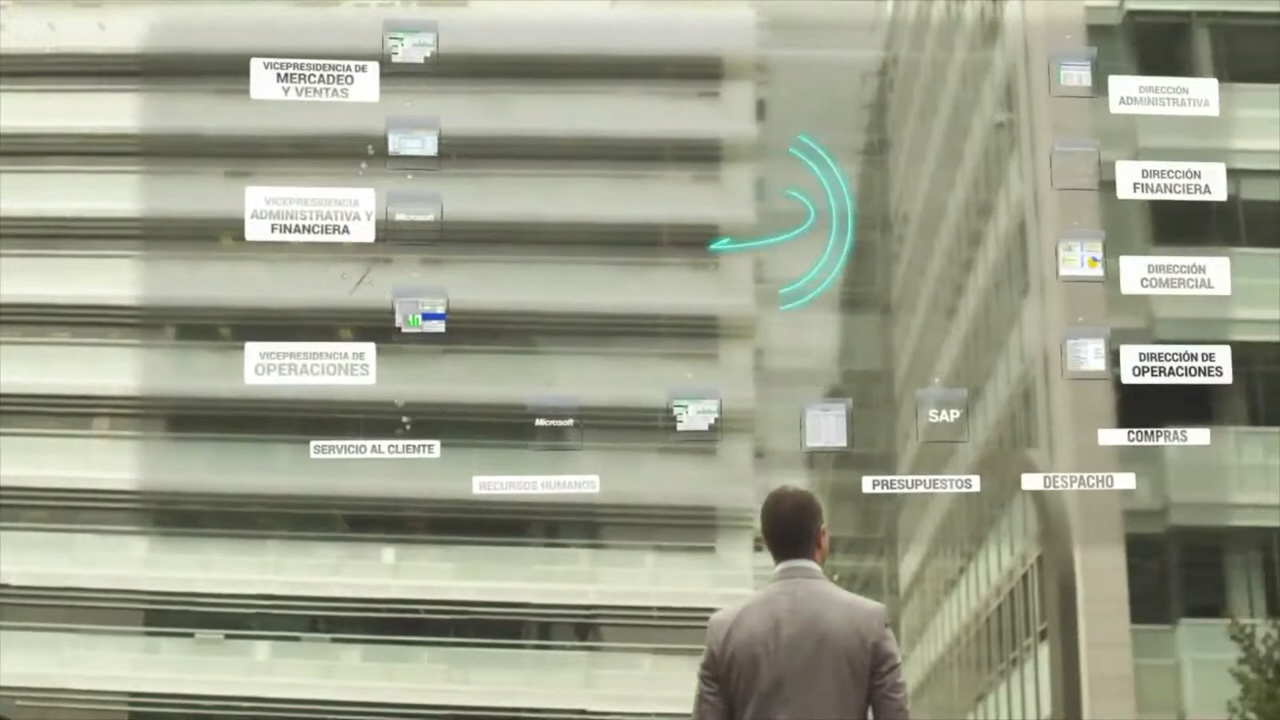 VICEPRESIDENCIA DE
MERCADEO
Y VENTAS
VICEPRESIDENCIA
ADMINISTRATIVA Y
FINANCIERA
Microsoft
VICEPRESIDENCIA DE
OPERACIONES
SERVICIO AL CLIENTE
RECURSOS HUMANOS
Microsoft
SAP
PRESUPUESTOS
DESPACHO
COMPRAS
DIRECCIÓN
ADMINISTRATIVA
DIRECCIÓN
FINANCIERA
DIRECCIÓN
COMERCIAL
DIRECCIÓN DE
OPERACIONES